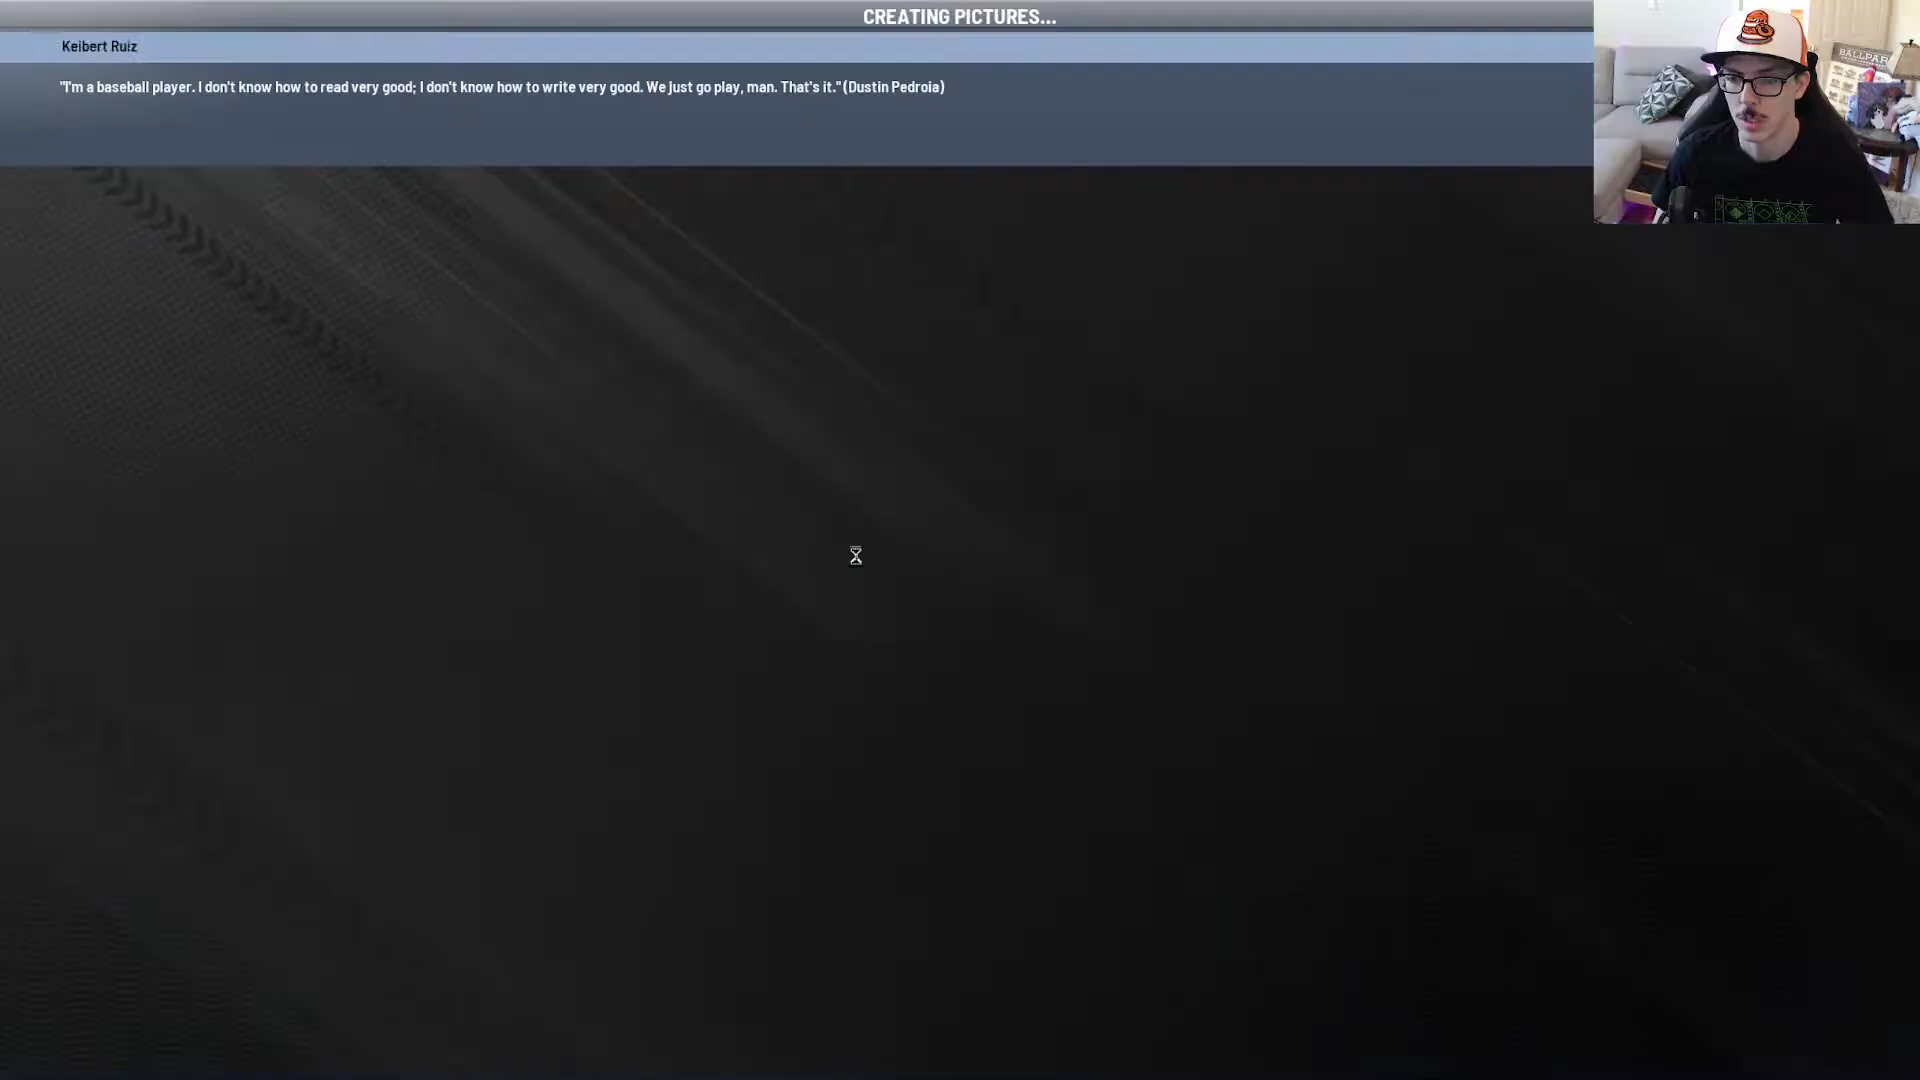 CREATING PICTURES...
Keibert Ruiz
"I'm a baseball player. I don't know how to read very good; I don't know how to write very good. We just go play, man. That's it." (Dustin Pedroia)
BALLPAR